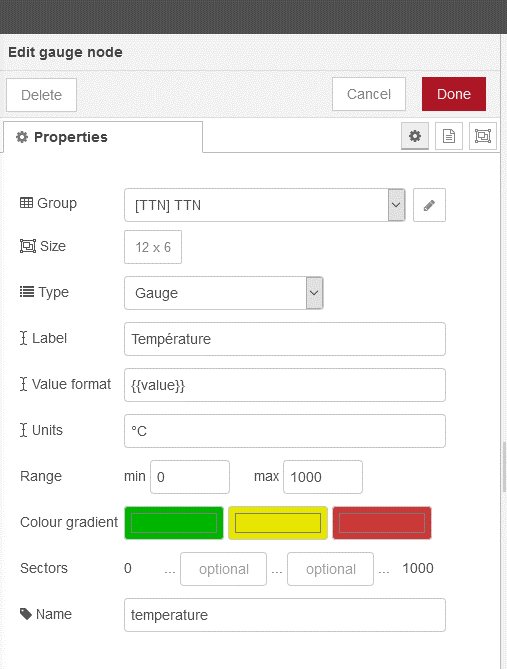 Edit gauge node
Delete
Cancel
Done
Properties
Group
[TTN] TTN
Size
12 x 6
Type
Gauge
Label
Température
Value format
{{value}}
Units
°C
Range
min 0
max 1000
Colour gradient
Sectors
0 ... optional ... optional ... 1000
Name
temperature